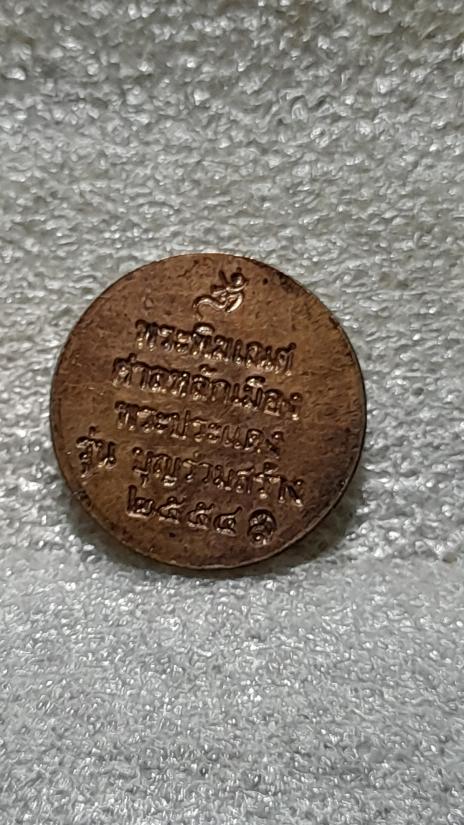 พระพิฆเนศ
ศาลหลักเมือง
พระประแดง
รุ่น บุญร่วมสร้าง
๒๕๕๔